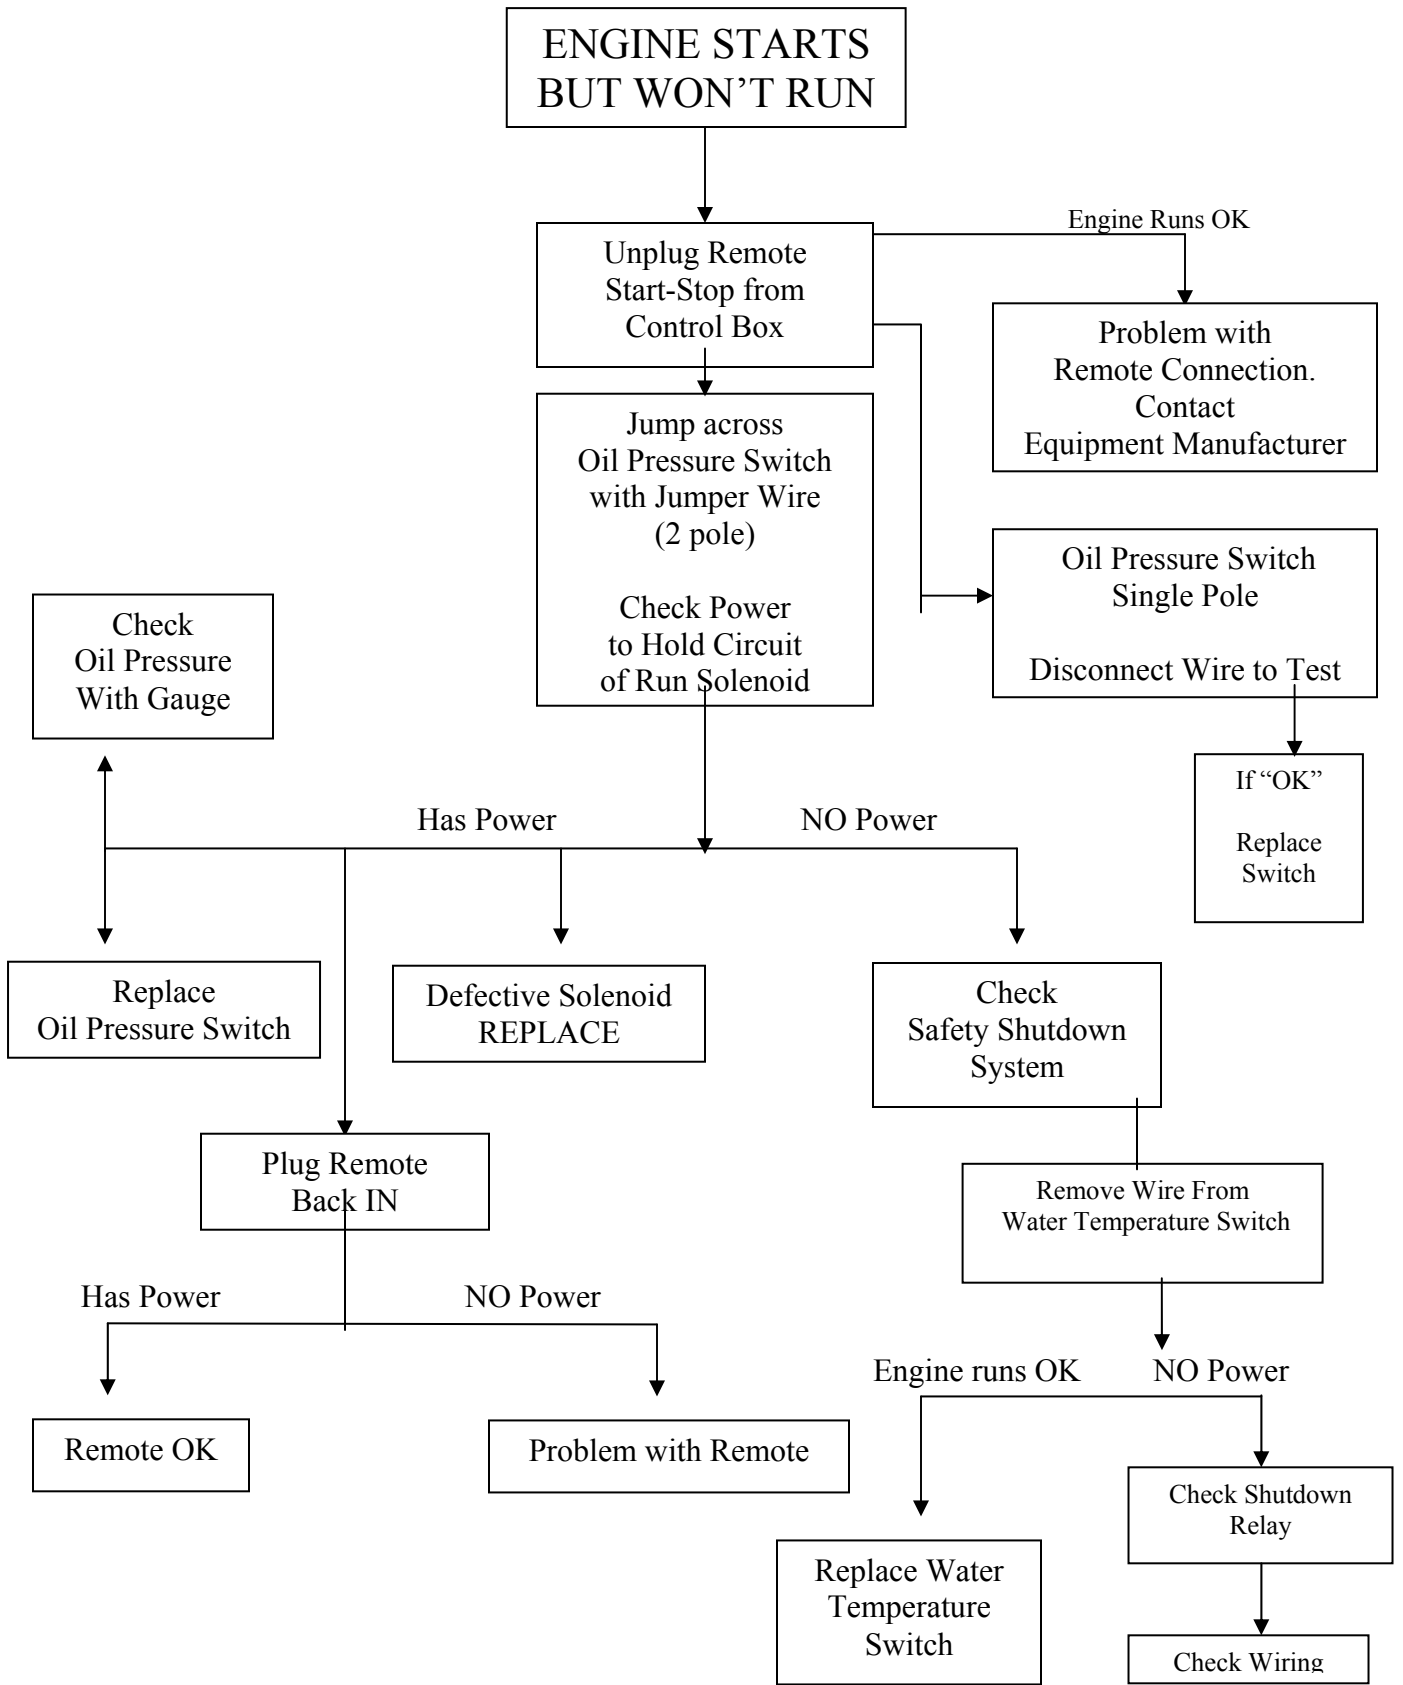 ENGINE STARTS
BUT WON’T RUN
Engine Runs OK
Unplug Remote
Start-Stop from
Control Box
Problem with
Remote Connection.
Contact
Equipment Manufacturer
Jump across
Oil Pressure Switch
with Jumper Wire
(2 pole)
Check Power
to Hold Circuit
of Run Solenoid
Oil Pressure Switch
Single Pole
Disconnect Wire to Test
Check
Oil Pressure
With Gauge
If “OK”
Replace
Switch
Has Power
NO Power
Replace
Oil Pressure Switch
Defective Solenoid
REPLACE
Check
Safety Shutdown
System
Plug Remote
Back IN
Remove Wire From
Water Temperature Switch
Has Power
NO Power
Engine runs OK
NO Power
Remote OK
Problem with Remote
Check Shutdown
Relay
Replace Water
Temperature
Switch
Check Wiring